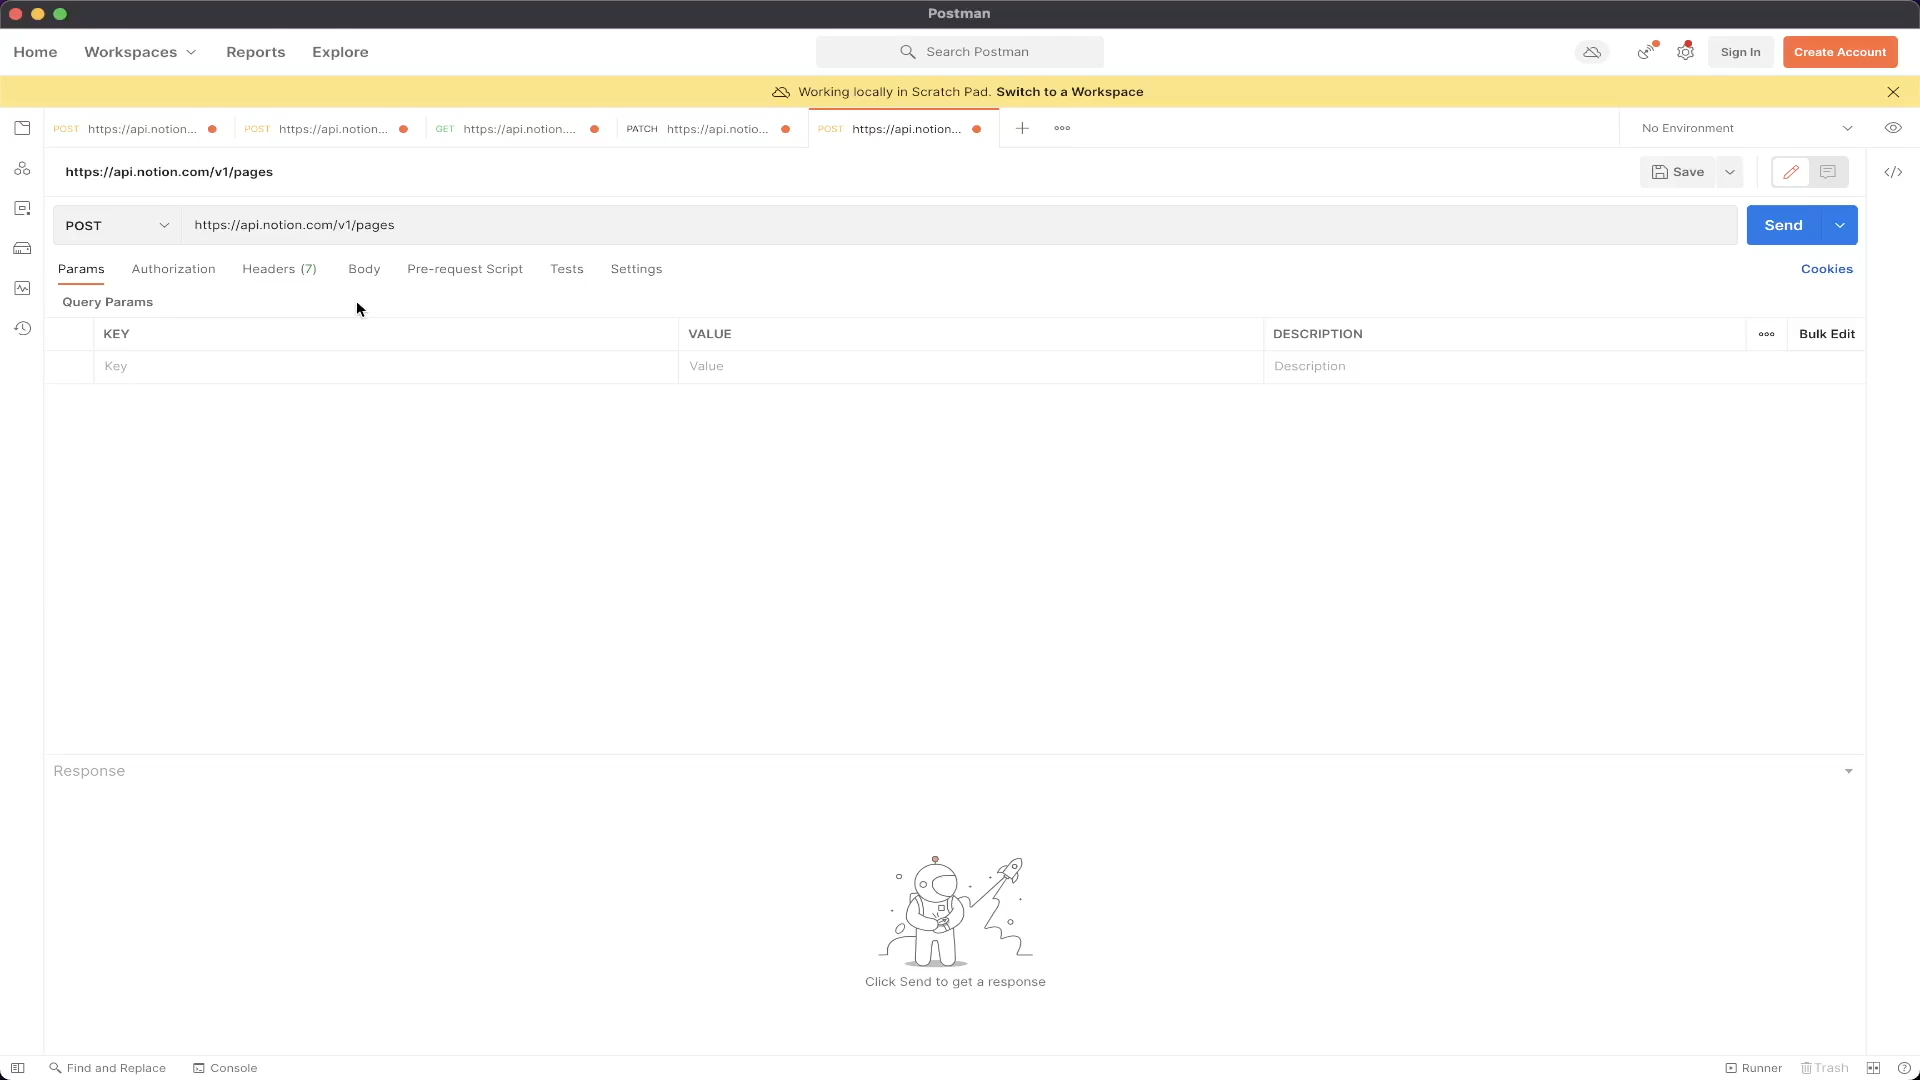 Postman
Home Workspaces Reports Explore Search Postman Sign In Create Account
Working locally in Scratch Pad. Switch to a Workspace
POST https://api.notion... POST https://api.notion... GET https://api.notion.... PATCH https://api.notio... POST https://api.notion... No Environment
https://api.notion.com/v1/pages Save
POST https://api.notion.com/v1/pages Send
Params Authorization Headers (7) Body Pre-request Script Tests Settings Cookies
Query Params
KEY VALUE DESCRIPTION Bulk Edit
Key Value Description
Response
Click Send to get a response
Find and Replace Console Runner Trash